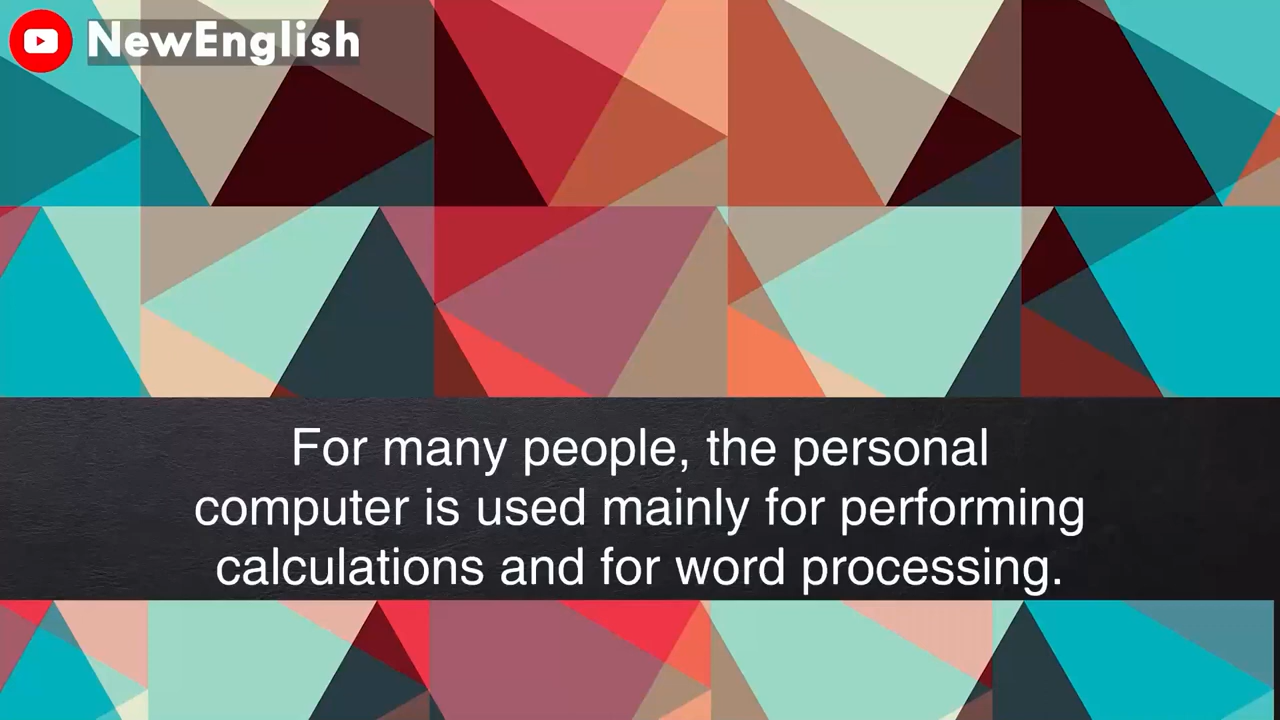 NewEnglish
For many people, the personal
computer is used mainly for performing
calculations and for word processing.